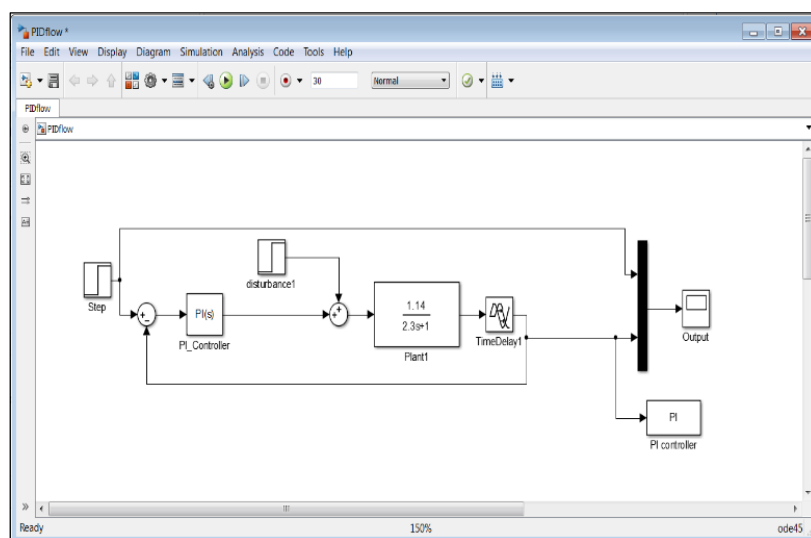 PIDflow *
File Edit View Display Diagram Simulation Analysis Code Tools Help
30 Normal
PIDflow
PIDflow
Step
disturbance1
PI(s)
PI_Controller
1.14
2.3s+1
Plant1
TimeDelay1
Output
PI
PI controller
Ready 150% ode45